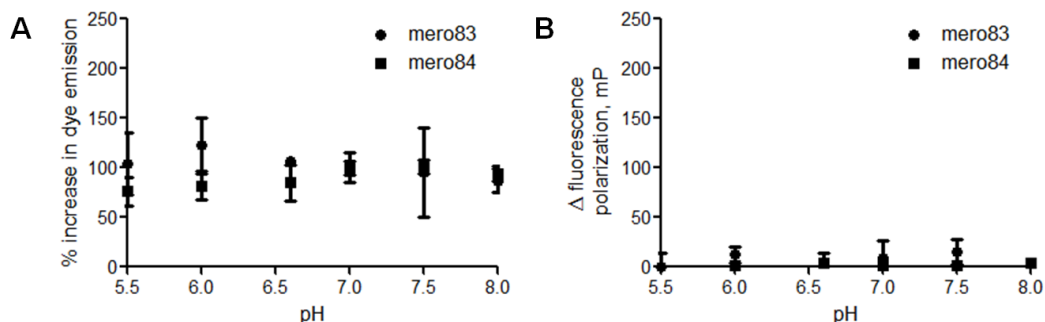 A
% increase in dye emission
250
200
150
100
50
0
5.5 6.0 6.5 7.0 7.5 8.0
pH
mero83
mero84
B
Δ fluorescence
polarization, mP
250
200
150
100
50
0
5.5 6.0 6.5 7.0 7.5 8.0
pH
mero83
mero84